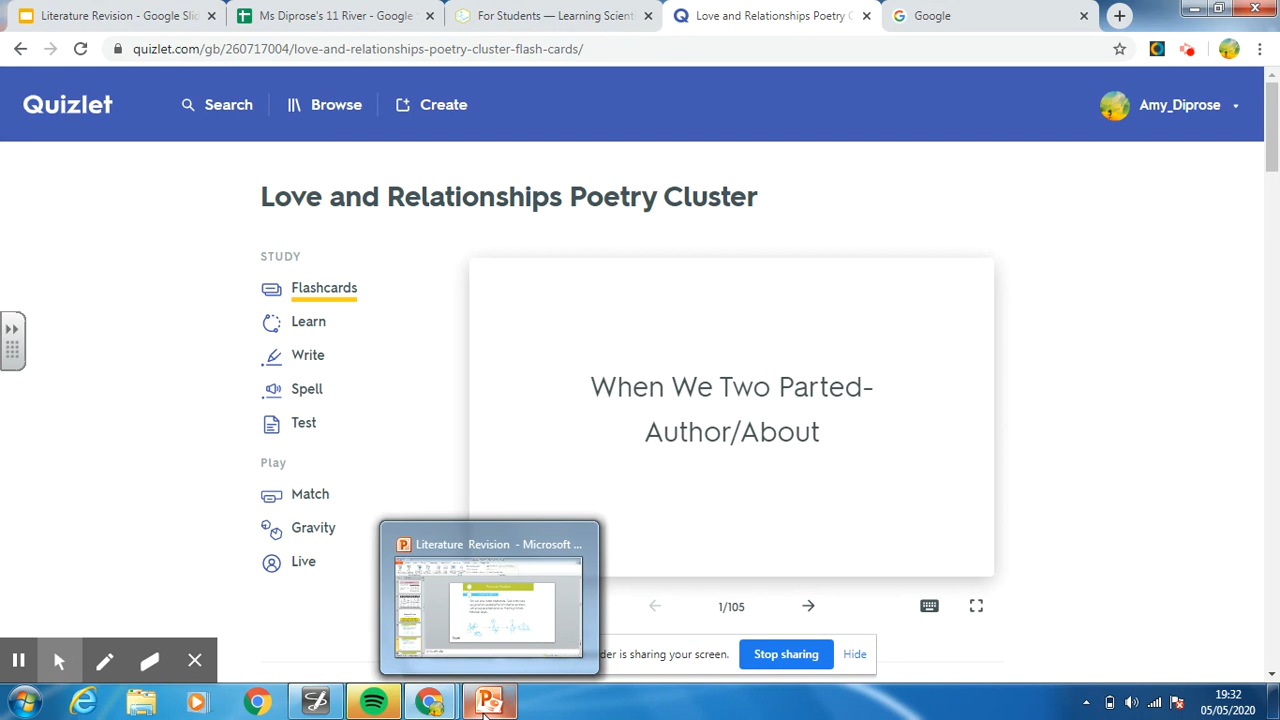 Literature Revision - Google Slid
Ms Diprose's 11 River - Google
For Students — Learning Scient
Love and Relationships Poetry C
Google
quizlet.com/gb/260717004/love-and-relationships-poetry-cluster-flash-cards/
Quizlet
Search
Browse
Create
Amy_Diprose
Love and Relationships Poetry Cluster
STUDY
Flashcards
Learn
Write
Spell
Test
Play
Match
Gravity
Live
When We Two Parted-
Author/About
1/105
Literature Revision - Microsoft ...
der is sharing your screen.
Stop sharing
Hide
19:32
05/05/2020